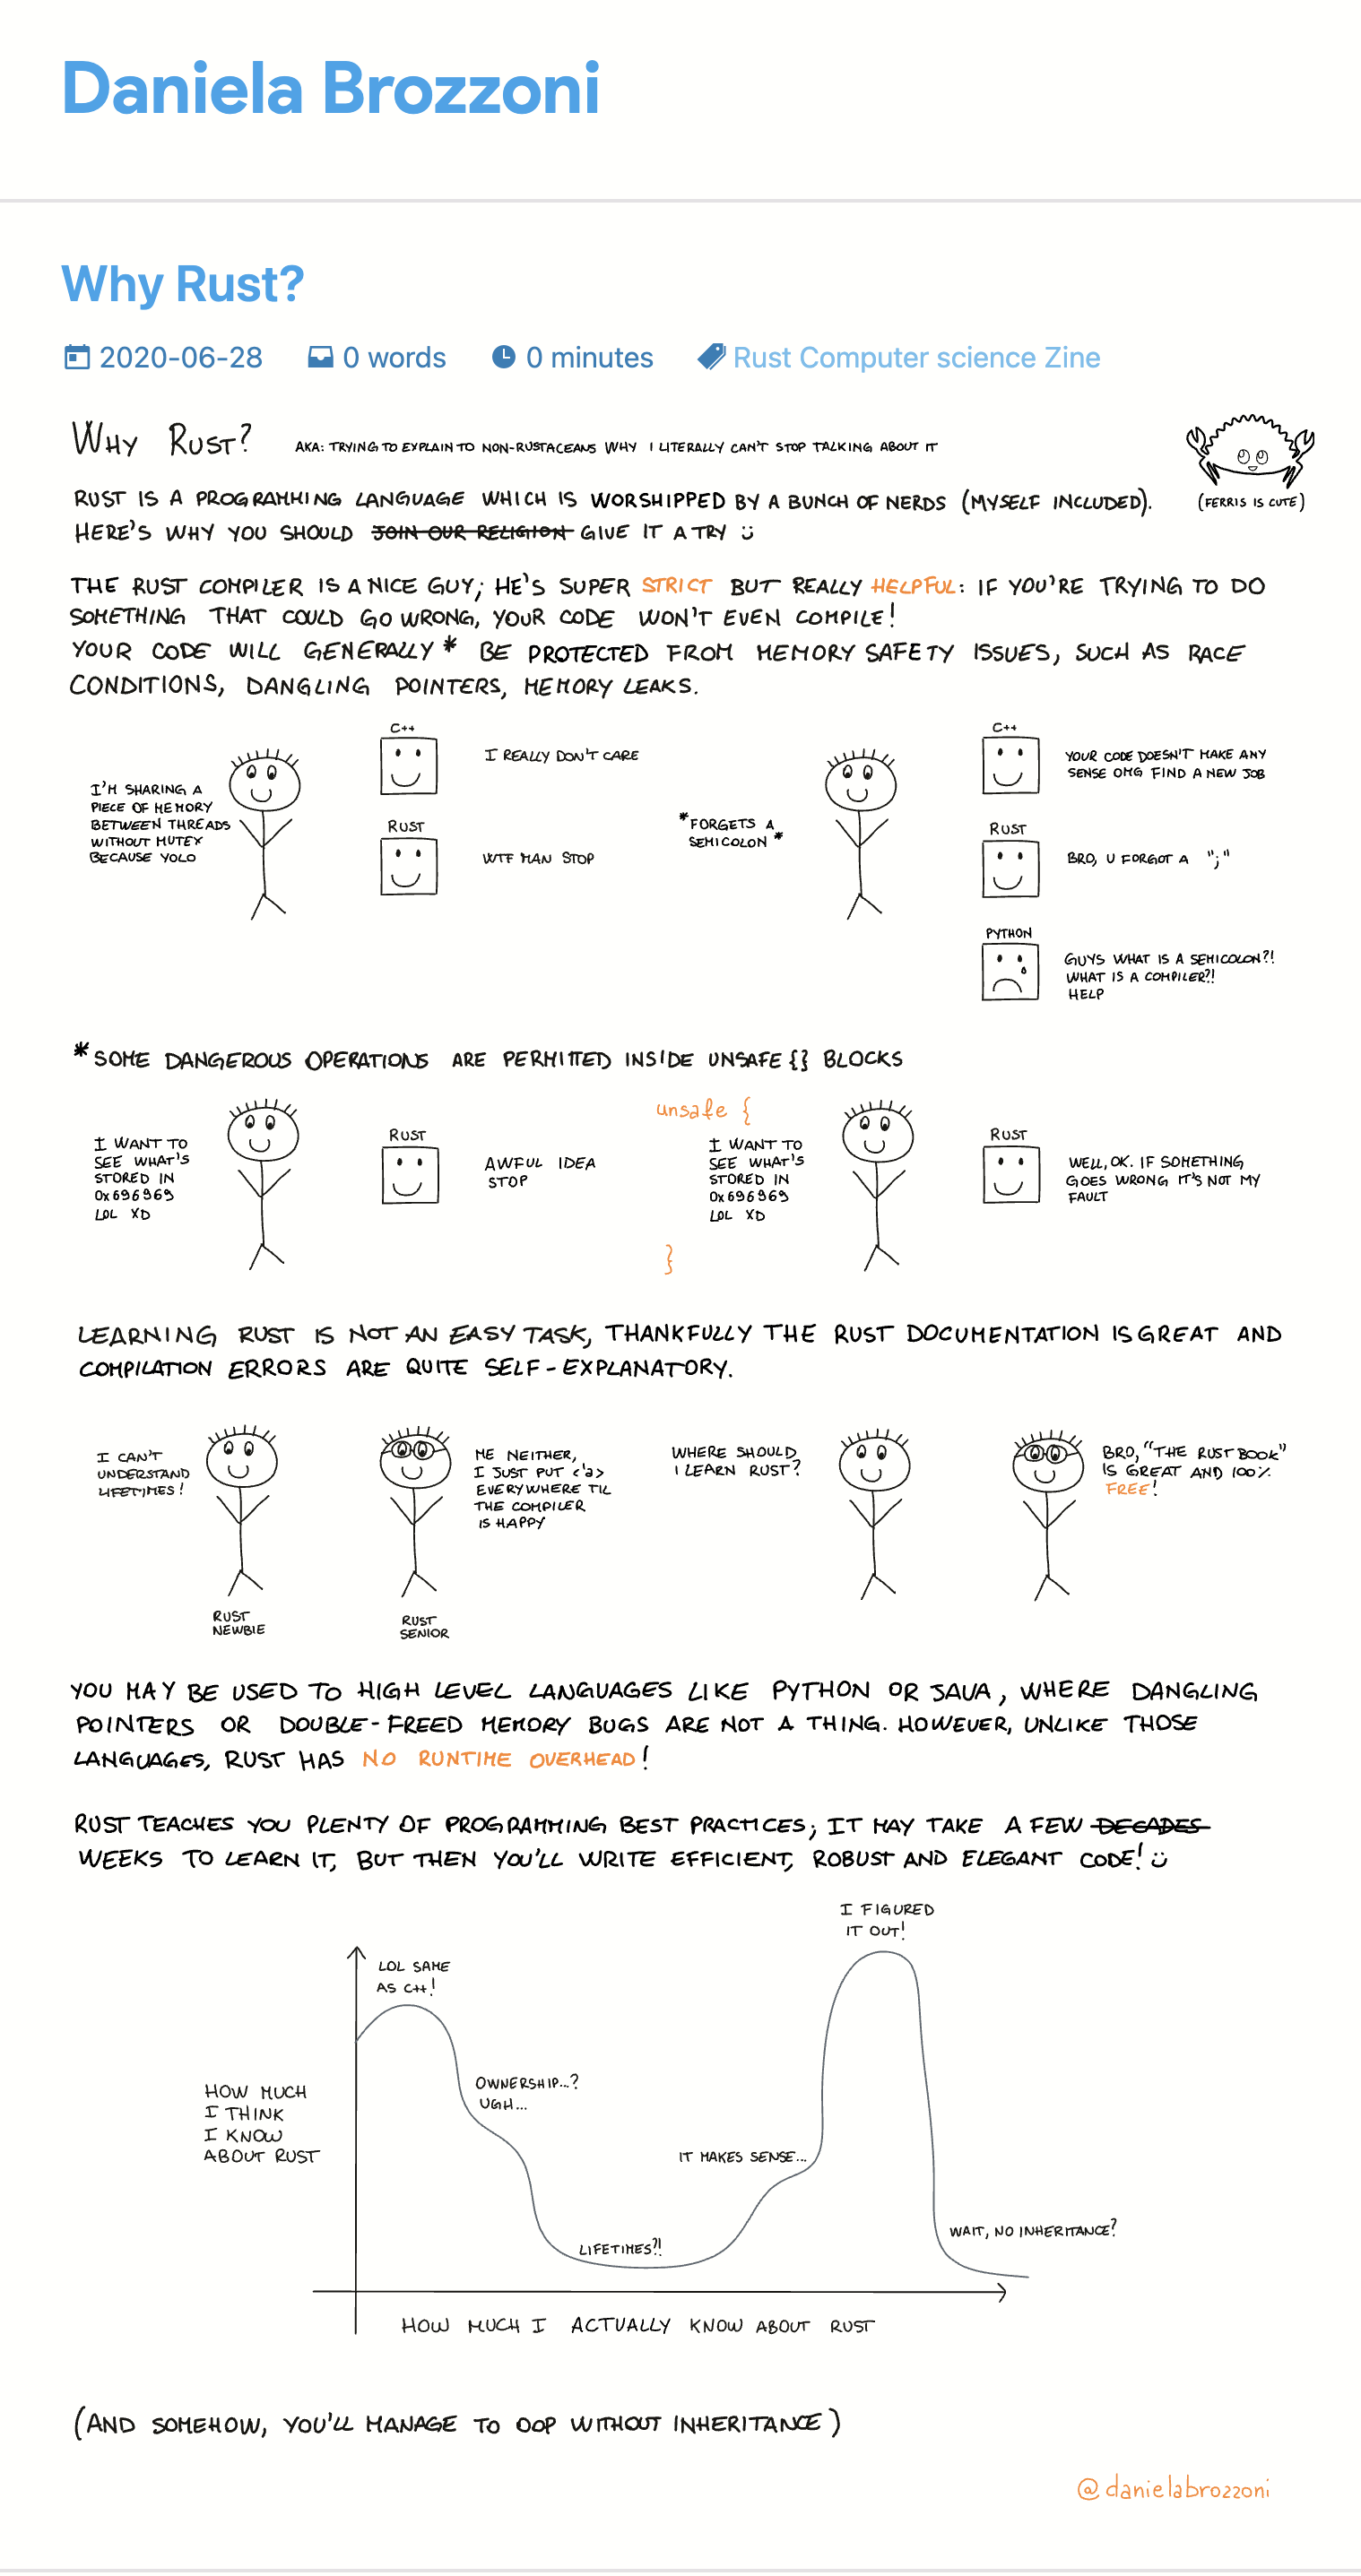 Daniela Brozzoni
Why Rust?
2020-06-28 0 words 0 minutes Rust Computer science Zine
WHY RUST? AKA: TRYING TO EXPLAIN TO NON-RUSTACEANS WHY I LITERALLY CAN'T STOP TALKING ABOUT IT
(FERRIS IS CUTE)
RUST IS A PROGRAMMING LANGUAGE WHICH IS WORSHIPPED BY A BUNCH OF NERDS (MYSELF INCLUDED).
HERE'S WHY YOU SHOULD JOIN OUR RELIGION GIVE IT A TRY :)
THE RUST COMPILER IS A NICE GUY; HE'S SUPER STRICT BUT REALLY HELPFUL: IF YOU'RE TRYING TO DO
SOMETHING THAT COULD GO WRONG, YOUR CODE WON'T EVEN COMPILE!
YOUR CODE WILL GENERALLY* BE PROTECTED FROM MEMORY SAFETY ISSUES, SUCH AS RACE
CONDITIONS, DANGLING POINTERS, MEMORY LEAKS.
I'M SHARING A
PIECE OF MEMORY
BETWEEN THREADS
WITHOUT MUTEX
BECAUSE YOLO
C++
I REALLY DON'T CARE
RUST
WTF MAN STOP
*FORGETS A
SEMICOLON*
C++
YOUR CODE DOESN'T MAKE ANY
SENSE OMG FIND A NEW JOB
RUST
BRO, U FORGOT A ";"
PYTHON
GUYS WHAT IS A SEMICOLON?!
WHAT IS A COMPILER?!
HELP
*SOME DANGEROUS OPERATIONS ARE PERMITTED INSIDE UNSAFE {} BLOCKS
I WANT TO
SEE WHAT'S
STORED IN
0x696969
LOL XD
RUST
AWFUL IDEA
STOP
unsafe {
I WANT TO
SEE WHAT'S
STORED IN
0x696969
LOL XD
}
RUST
WELL, OK. IF SOMETHING
GOES WRONG IT'S NOT MY
FAULT
LEARNING RUST IS NOT AN EASY TASK, THANKFULLY THE RUST DOCUMENTATION IS GREAT AND
COMPILATION ERRORS ARE QUITE SELF-EXPLANATORY.
I CAN'T
UNDERSTAND
LIFETIMES!
RUST
NEWBIE
ME NEITHER,
I JUST PUT <'a>
EVERYWHERE TIL
THE COMPILER
IS HAPPY
RUST
SENIOR
WHERE SHOULD
I LEARN RUST?
BRO, "THE RUST BOOK"
IS GREAT AND 100%
FREE!
YOU MAY BE USED TO HIGH LEVEL LANGUAGES LIKE PYTHON OR JAVA, WHERE DANGLING
POINTERS OR DOUBLE-FREED MEMORY BUGS ARE NOT A THING. HOWEVER, UNLIKE THOSE
LANGUAGES, RUST HAS NO RUNTIME OVERHEAD!
RUST TEACHES YOU PLENTY OF PROGRAMMING BEST PRACTICES; IT MAY TAKE A FEW DECADES
WEEKS TO LEARN IT, BUT THEN YOU'LL WRITE EFFICIENT, ROBUST AND ELEGANT CODE! :)
I FIGURED
IT OUT!
LOL SAME
AS C++!
OWNERSHIP...?
UGH...
HOW MUCH
I THINK
I KNOW
ABOUT RUST
IT MAKES SENSE...
LIFETIMES?!
WAIT, NO INHERITANCE?
HOW MUCH I ACTUALLY KNOW ABOUT RUST
(AND SOMEHOW, YOU'LL MANAGE TO OOP WITHOUT INHERITANCE)
@danielabrozzoni